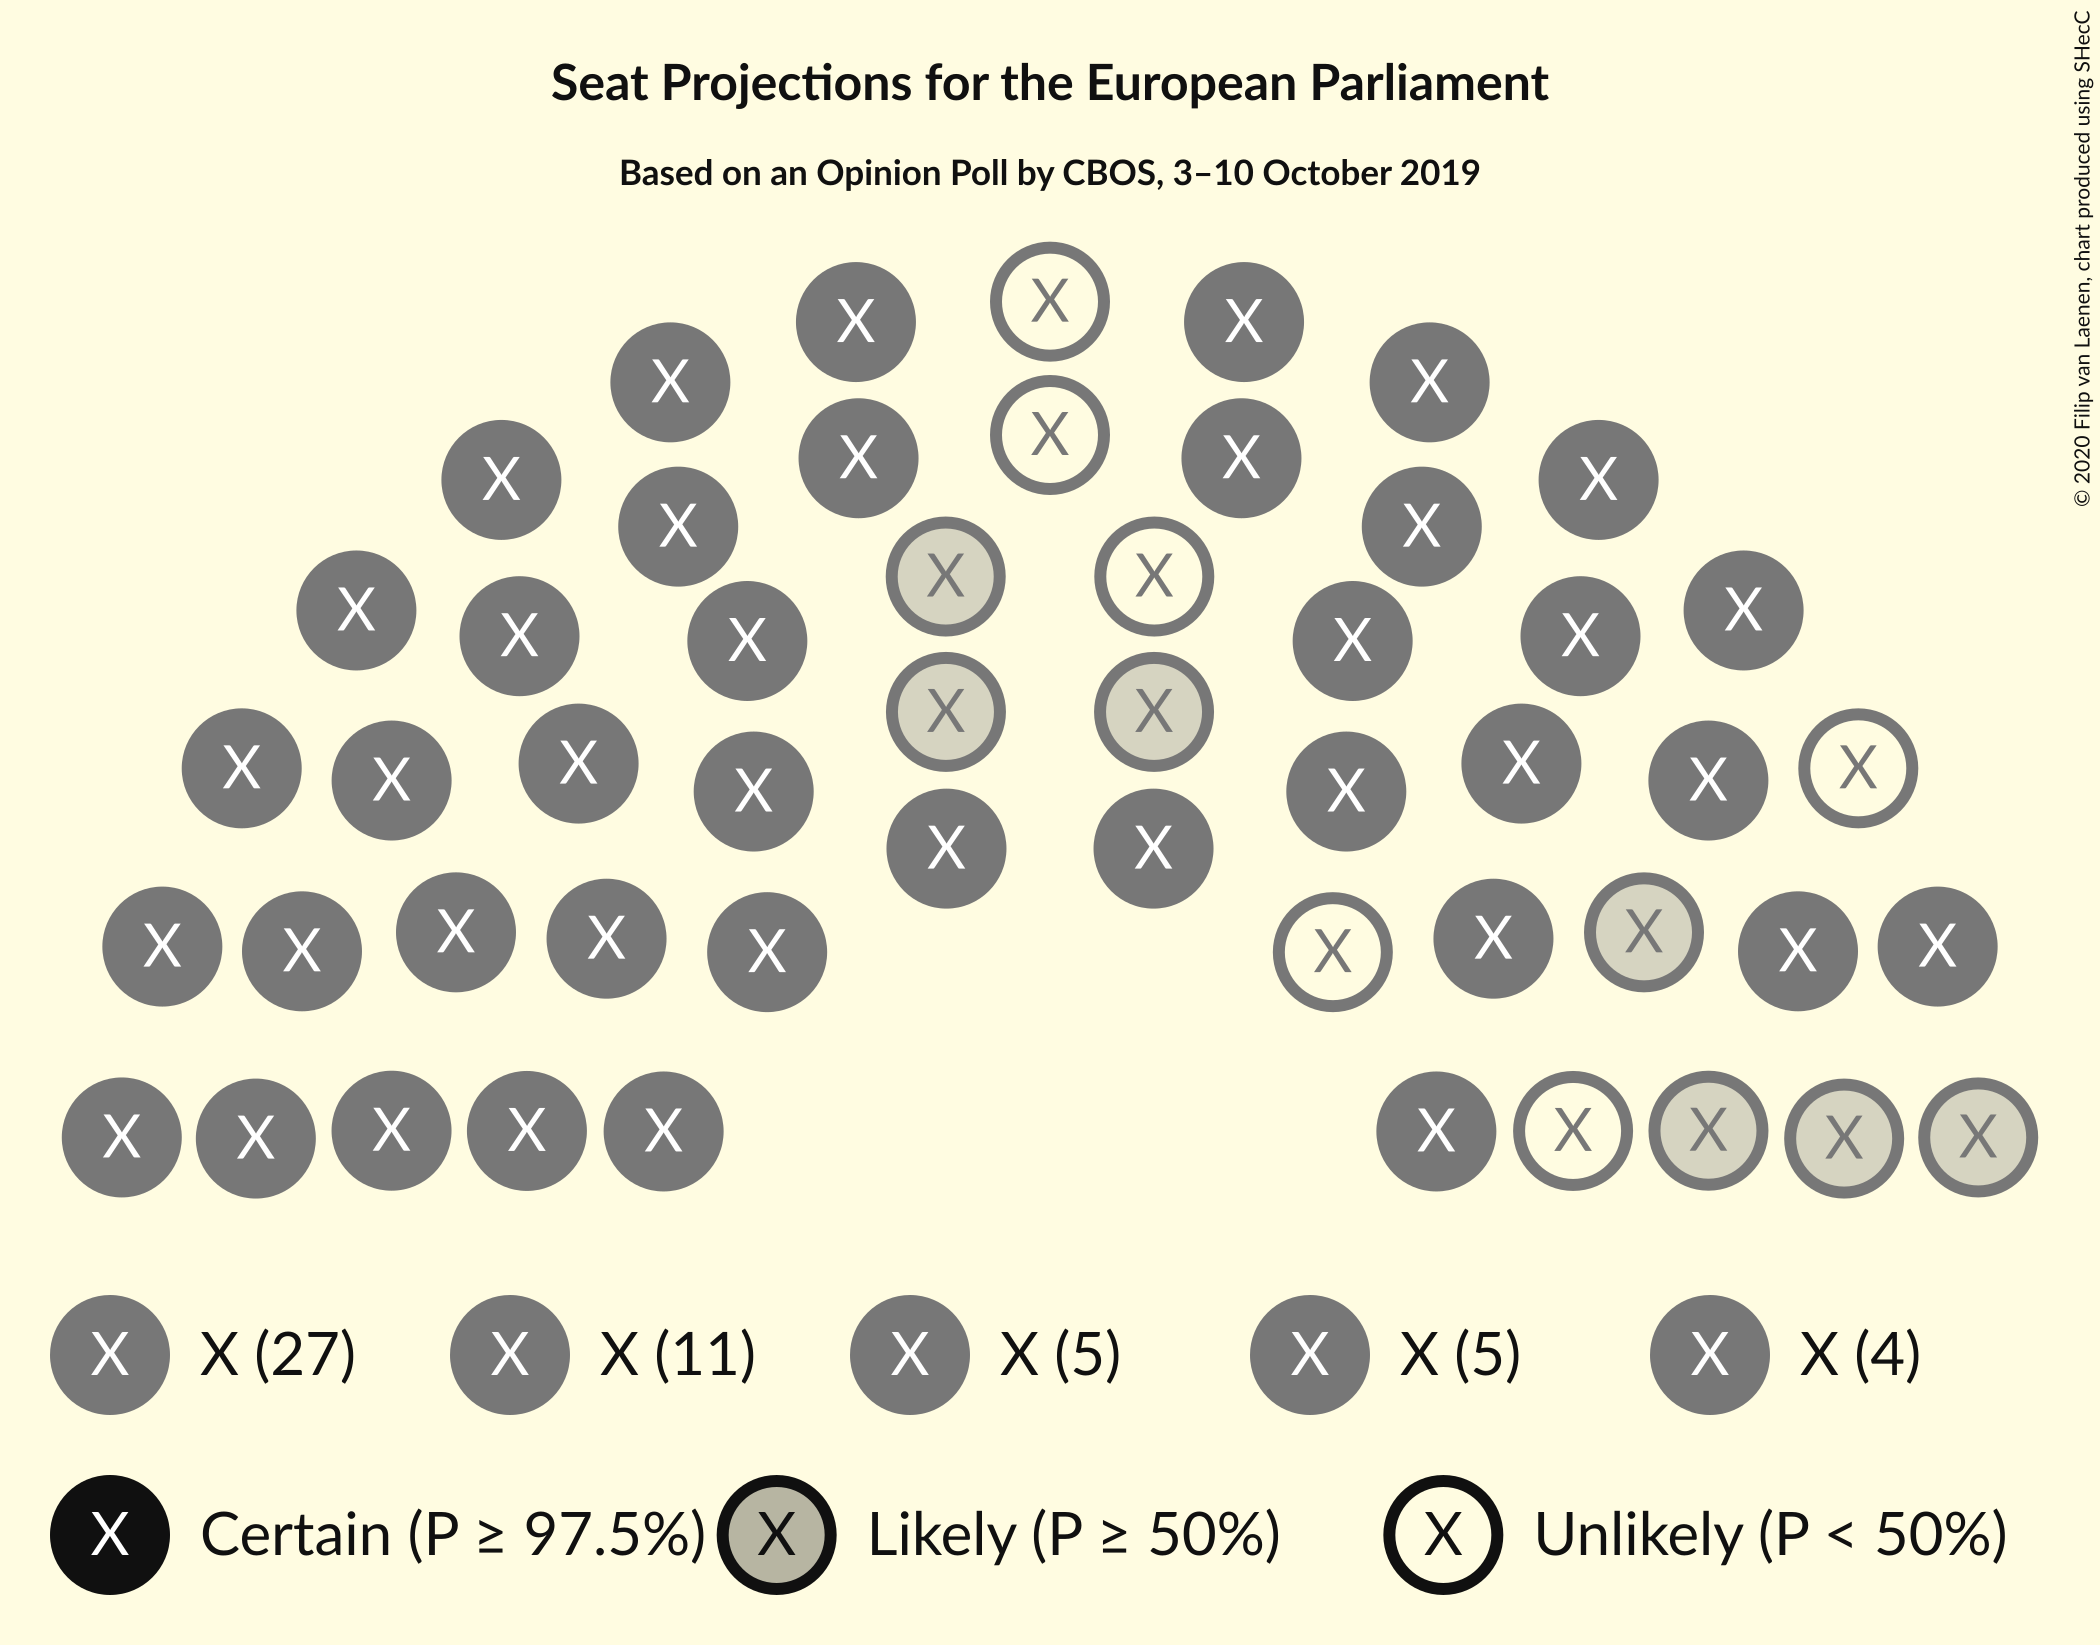 Seat Projections for the European Parliament
Based on an Opinion Poll by CBOS, 3–10 October 2019
© 2020 Filip van Laenen, chart produced using SHecC
X
X X
X X
X
X X
X X
X X
X X
X X X X X X
X X
X X X X X X X X
X X
X X X X X X X X X X
X X X X X X X X X X
X X (27) X X (11) X X (5) X X (5) X X (4)
X Certain (P ≥ 97.5%) X Likely (P ≥ 50%) X Unlikely (P < 50%)